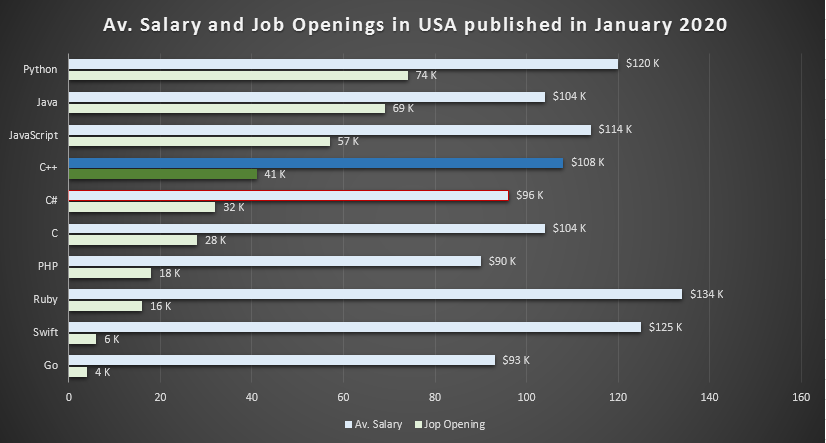 Av. Salary and Job Openings in USA published in January 2020
Python
$120 K
74 K
Java
$104 K
69 K
JavaScript
$114 K
57 K
C++
$108 K
41 K
C#
$96 K
32 K
C
$104 K
28 K
PHP
$90 K
18 K
Ruby
$134 K
16 K
Swift
$125 K
6 K
Go
$93 K
4 K
0 20 40 60 80 100 120 140 160
Av. Salary Jop Opening